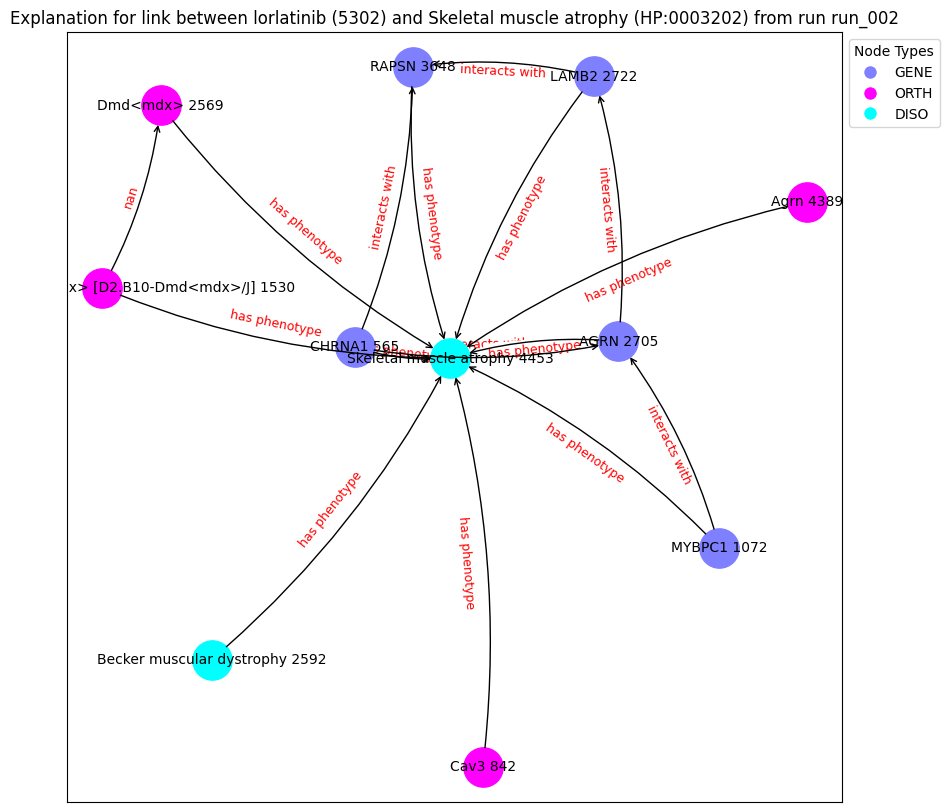 Explanation for link between lorlatinib (5302) and Skeletal muscle atrophy (HP:0003202) from run run_002
Node Types
GENE
ORTH
DISO
RAPSN 3648
interacts with
LAMB2 2722
Dmd<mdx> 2569
nan
has phenotype
interacts with
has phenotype
has phenotype
interacts with
Agrn 4389
has phenotype
x> [D2.B10-Dmd<mdx>/J] 1530
has phenotype
CHRNA1 565
has phenotype
AGRN 2705
Skeletal muscle atrophy 4453
has phenotype
interacts with
MYBPC1 1072
has phenotype
has phenotype
Becker muscular dystrophy 2592
Cav3 842